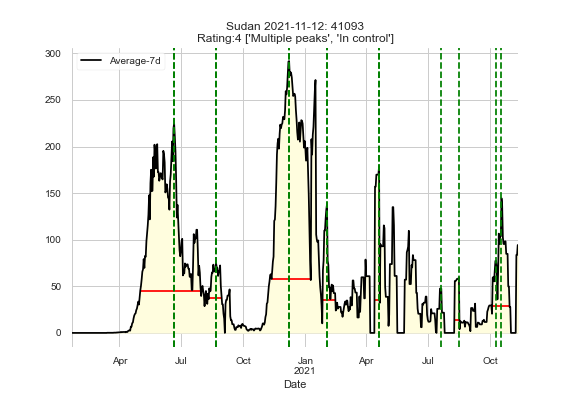 Sudan 2021-11-12: 41093
Rating:4 ['Multiple peaks', 'In control']
Average-7d
300
250
200
150
100
50
0
Apr Jul Oct Jan Apr Jul Oct
2021
Date